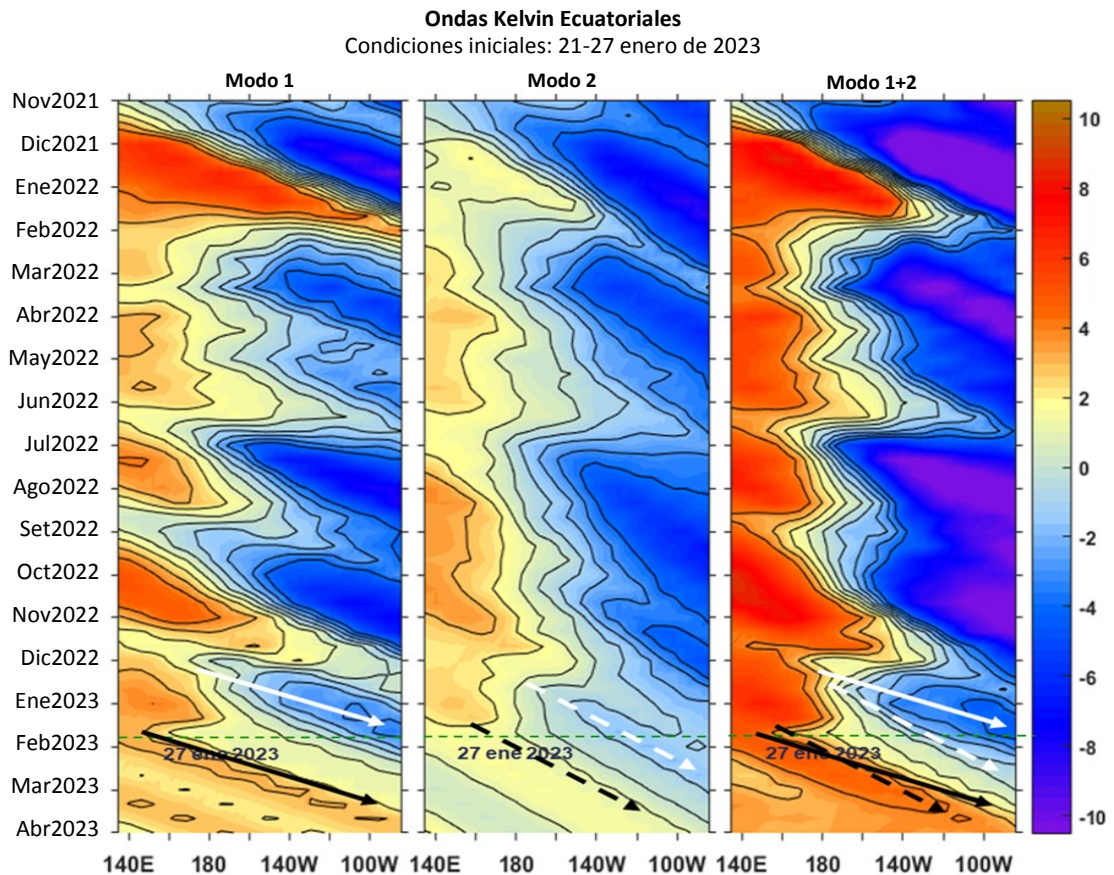 Ondas Kelvin Ecuatoriales
Condiciones iniciales: 21-27 enero de 2023
Modo 1
Modo 2
Modo 1+2
Nov2021
Dic2021
Ene2022
Feb2022
Mar2022
Abr2022
May2022
Jun2022
Jul2022
Ago2022
Set2022
Oct2022
Nov2022
Dic2022
Ene2023
Feb2023
Mar2023
Abr2023
27 ene 2023
27 ene 2023
27 ene 2023
140E 180 140W 100W
140E 180 140W 100W
140E 180 140W 100W
10
8
6
4
2
0
-2
-4
-6
-8
-10